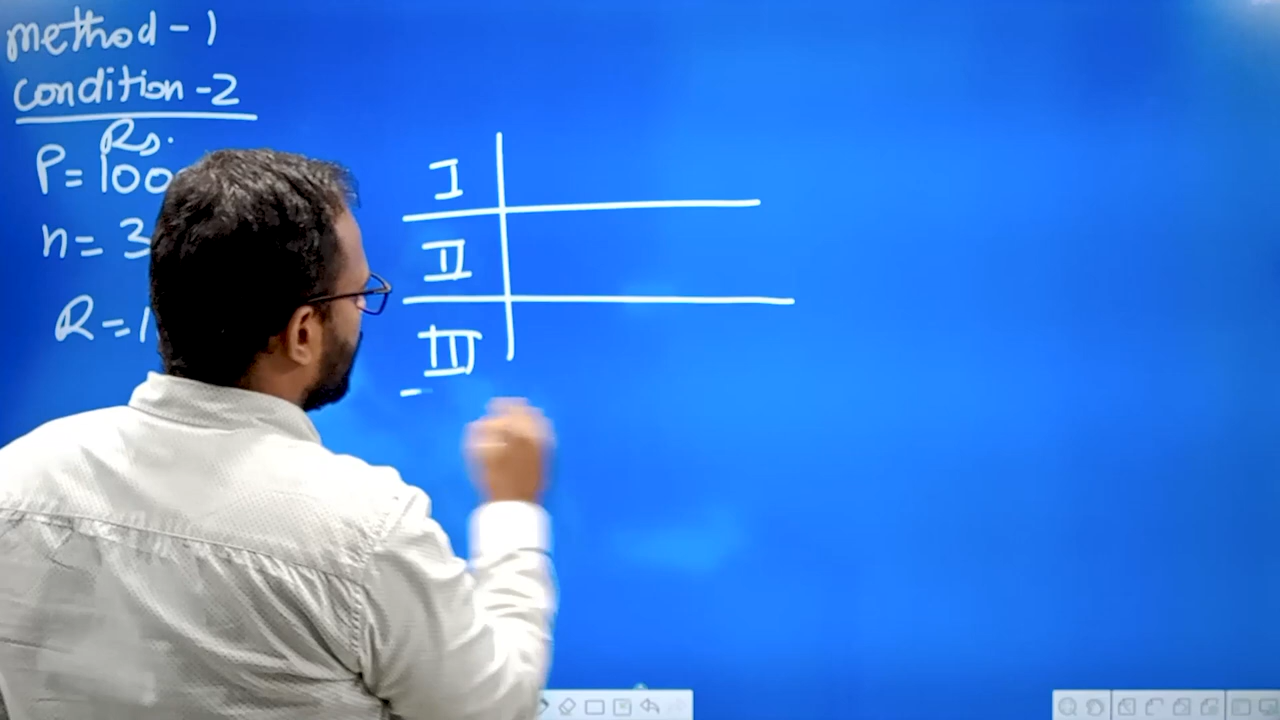 method - 1
condition - 2
Rs.
P = 100
n = 3
R = 1
I
II
III